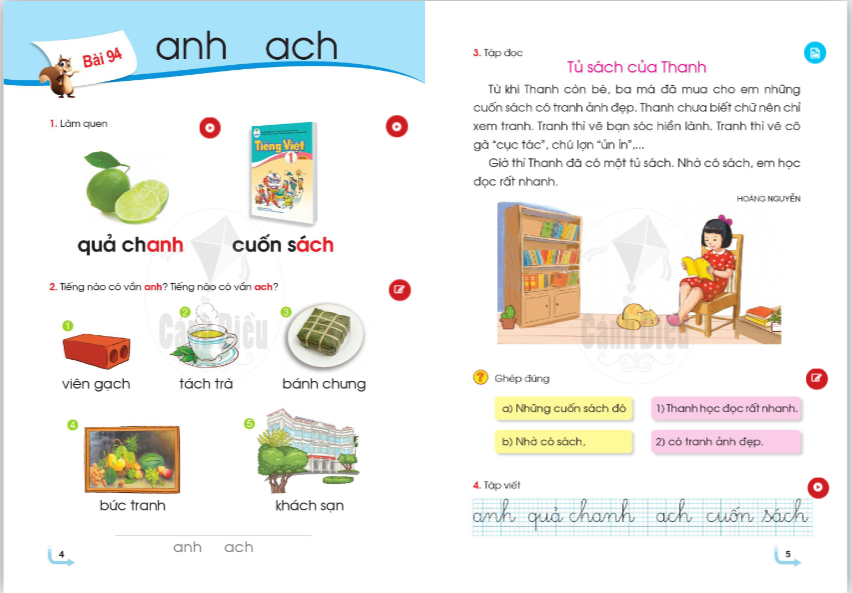 Bài 94
anh ach
1. Làm quen
Tiếng Việt
1
quả chanh
cuốn sách
2. Tiếng nào có vần anh? Tiếng nào có vần ach?
1
2
3
viên gạch
tách trà
bánh chưng
4
5
bức tranh
khách sạn
anh ach
4
3. Tập đọc
Tủ sách của Thanh
Từ khi Thanh còn bé, ba má đã mua cho em những
cuốn sách có tranh ảnh đẹp. Thanh chưa biết chữ nên chỉ
xem tranh. Tranh thì vẽ bạn sóc hiền lành. Tranh thì vẽ cô
gà “cục tác”, chú lợn “ủn ỉn”,...
Giờ thì Thanh đã có một tủ sách. Nhờ có sách, em học
đọc rất nhanh.
HOÀNG NGUYÊN
Cánh Diều
Cánh Diều
? Ghép đúng
a) Những cuốn sách đó
1) Thanh học đọc rất nhanh.
b) Nhờ có sách,
2) có tranh ảnh đẹp.
4. Tập viết
anh quả chanh ach cuốn sách
5